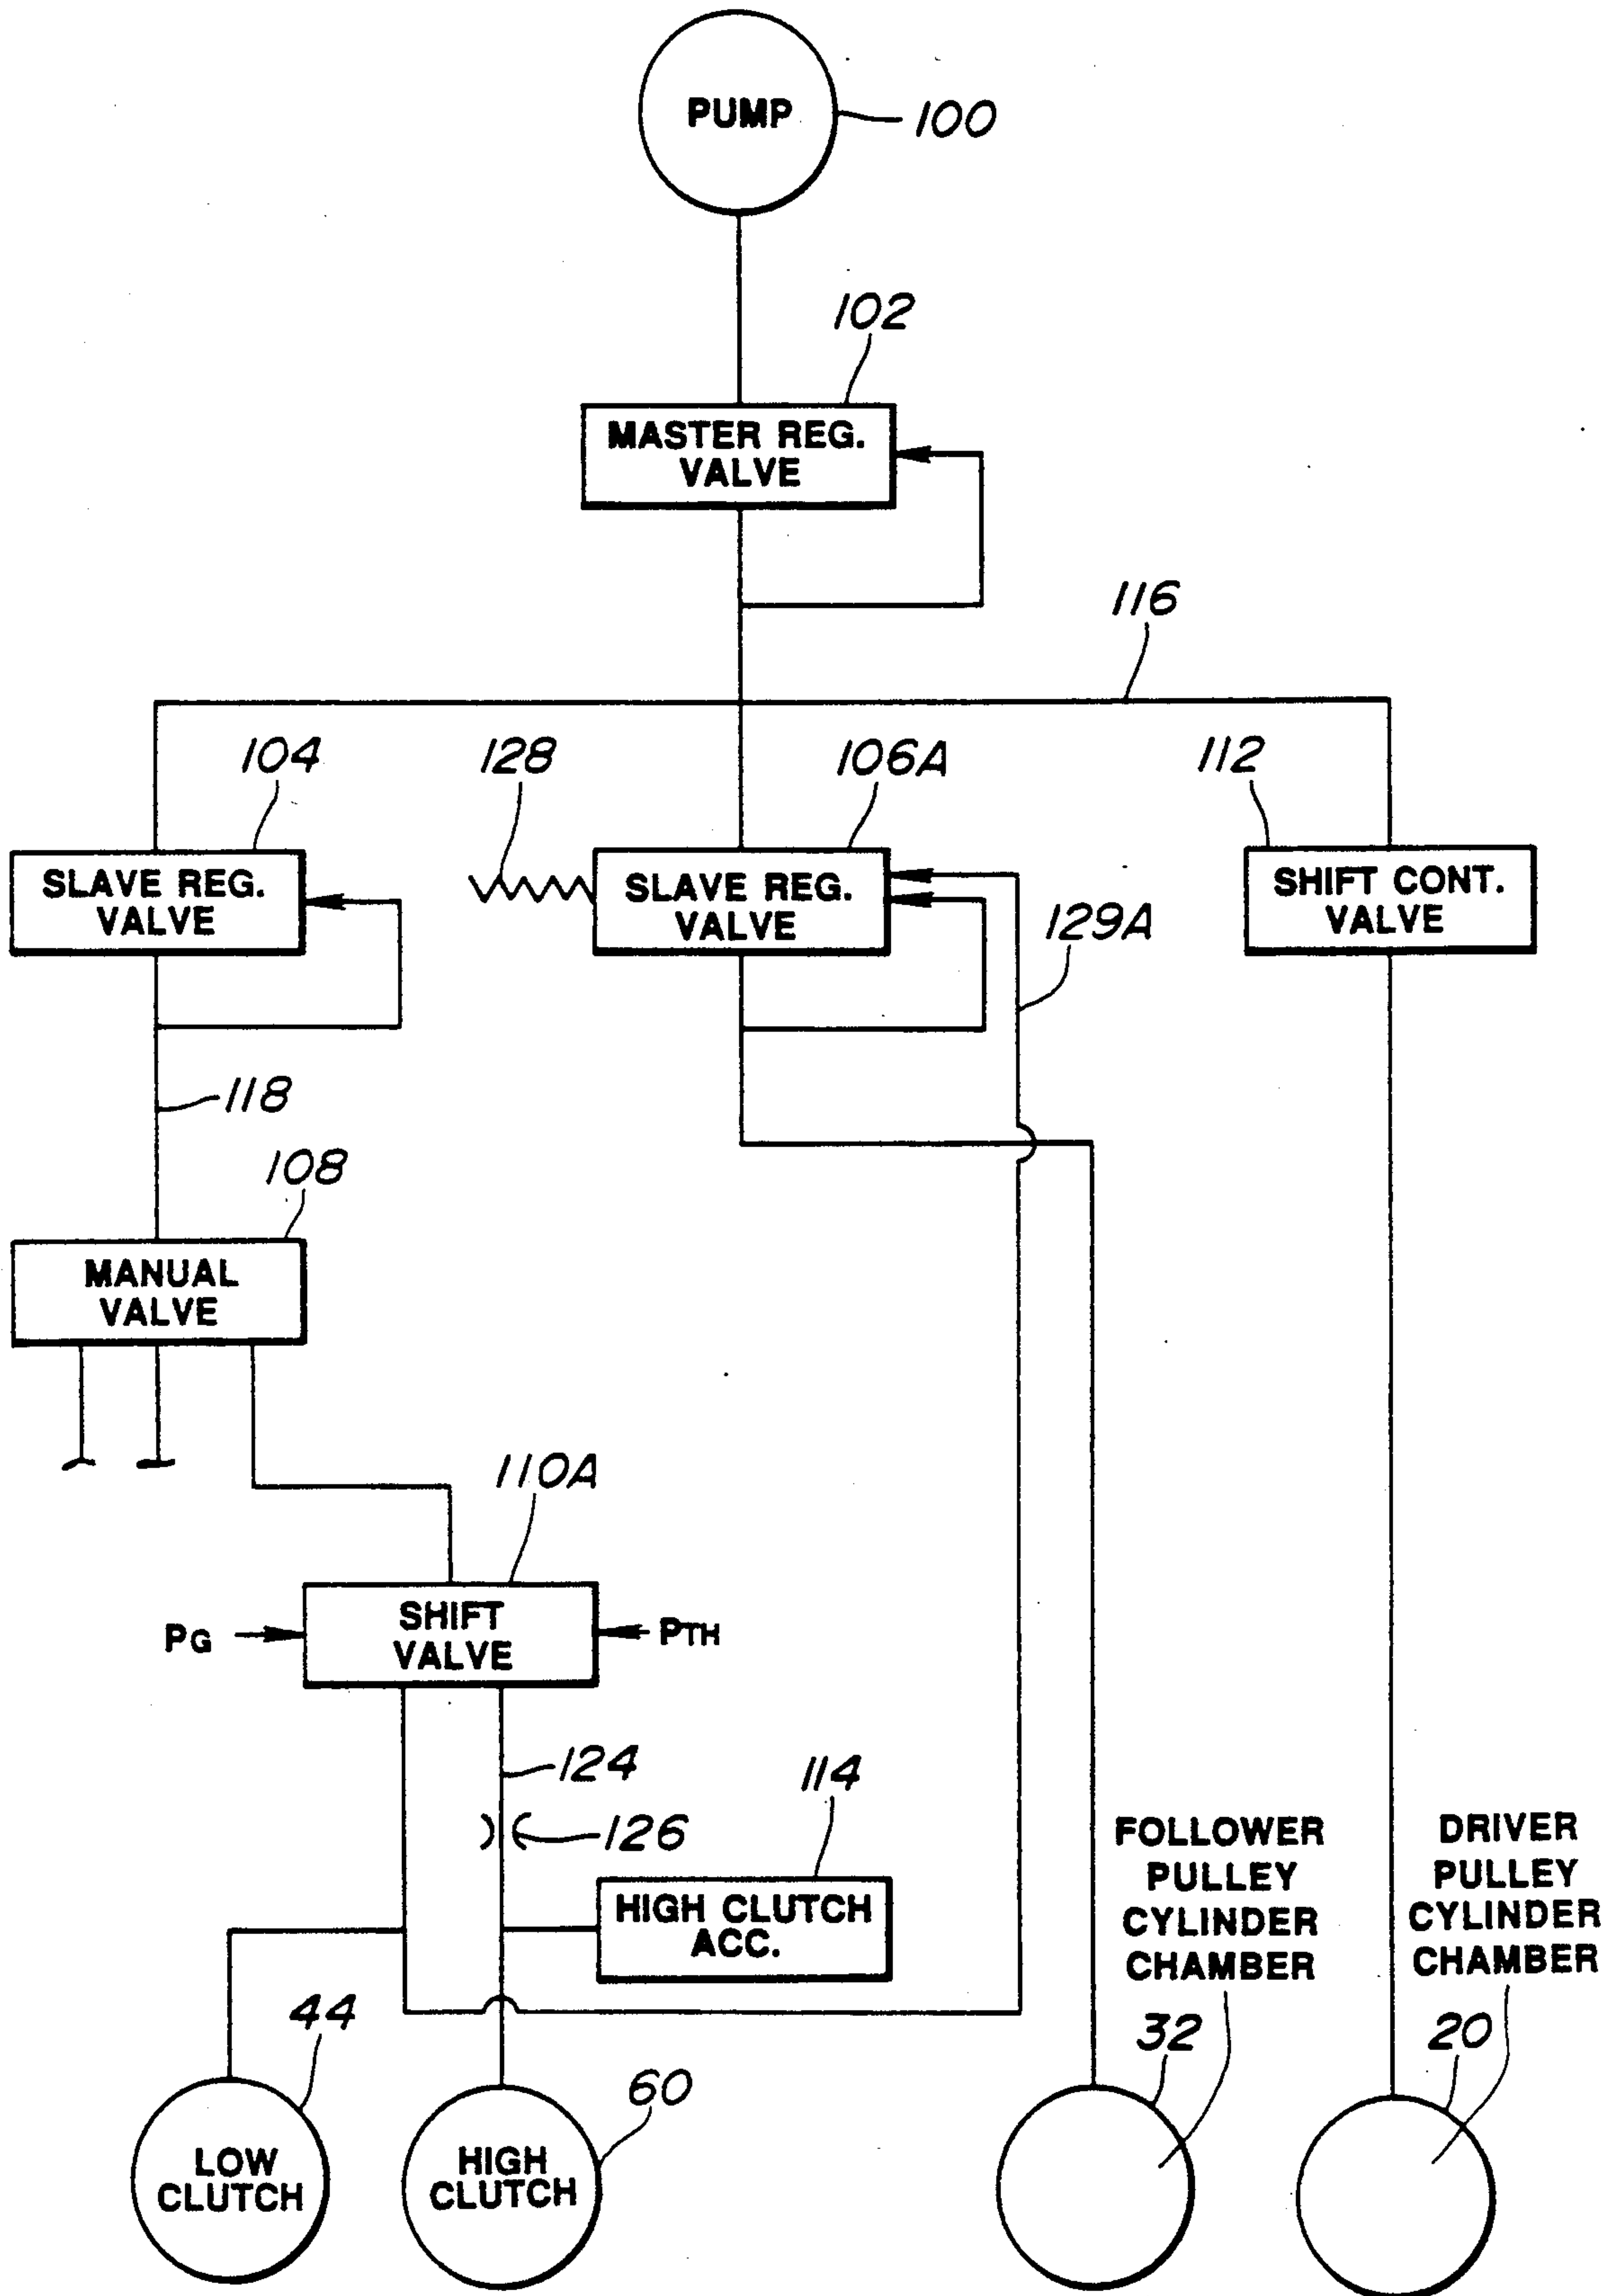 PUMP
100
102
MASTER REG.
VALVE
116
104
128
106A
112
SLAVE REG.
VALVE
SLAVE REG.
VALVE
SHIFT CONT.
VALVE
129A
118
108
MANUAL
VALVE
110A
SHIFT
VALVE
PG
PTH
124
114
126
HIGH CLUTCH
ACC.
FOLLOWER
PULLEY
CYLINDER
CHAMBER
DRIVER
PULLEY
CYLINDER
CHAMBER
44
60
32
20
LOW
CLUTCH
HIGH
CLUTCH